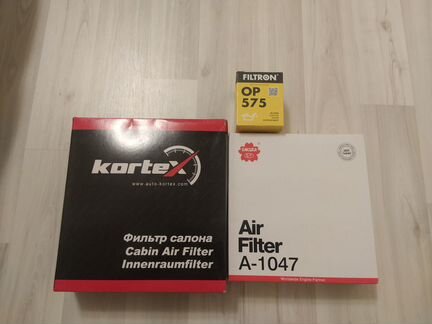 FILTRON
OP
575
kortex
www.auto-kortex.com
Фильтр салона
Cabin Air Filter
Innenraumfilter
SAKURA
Air
Filter
A-1047
Worldwide Engine Partner